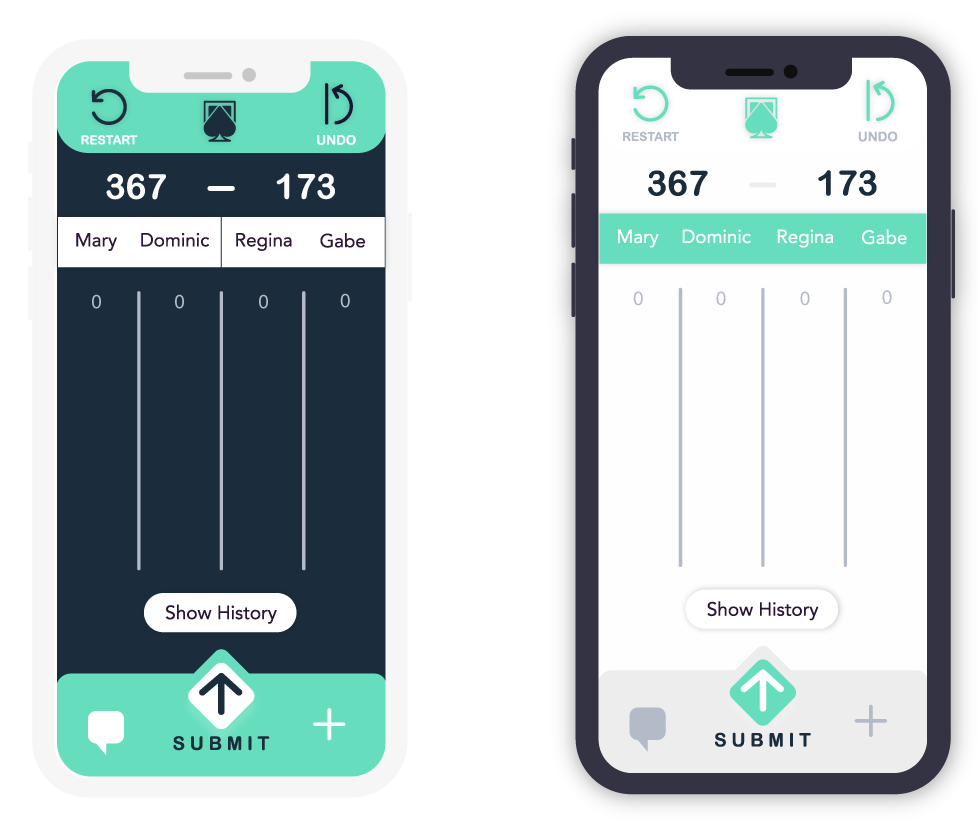 RESTART
UNDO
367 – 173
Mary Dominic Regina Gabe
0 0 0 0
Show History
SUBMIT
RESTART
UNDO
367 – 173
Mary Dominic Regina Gabe
0 0 0 0
Show History
SUBMIT